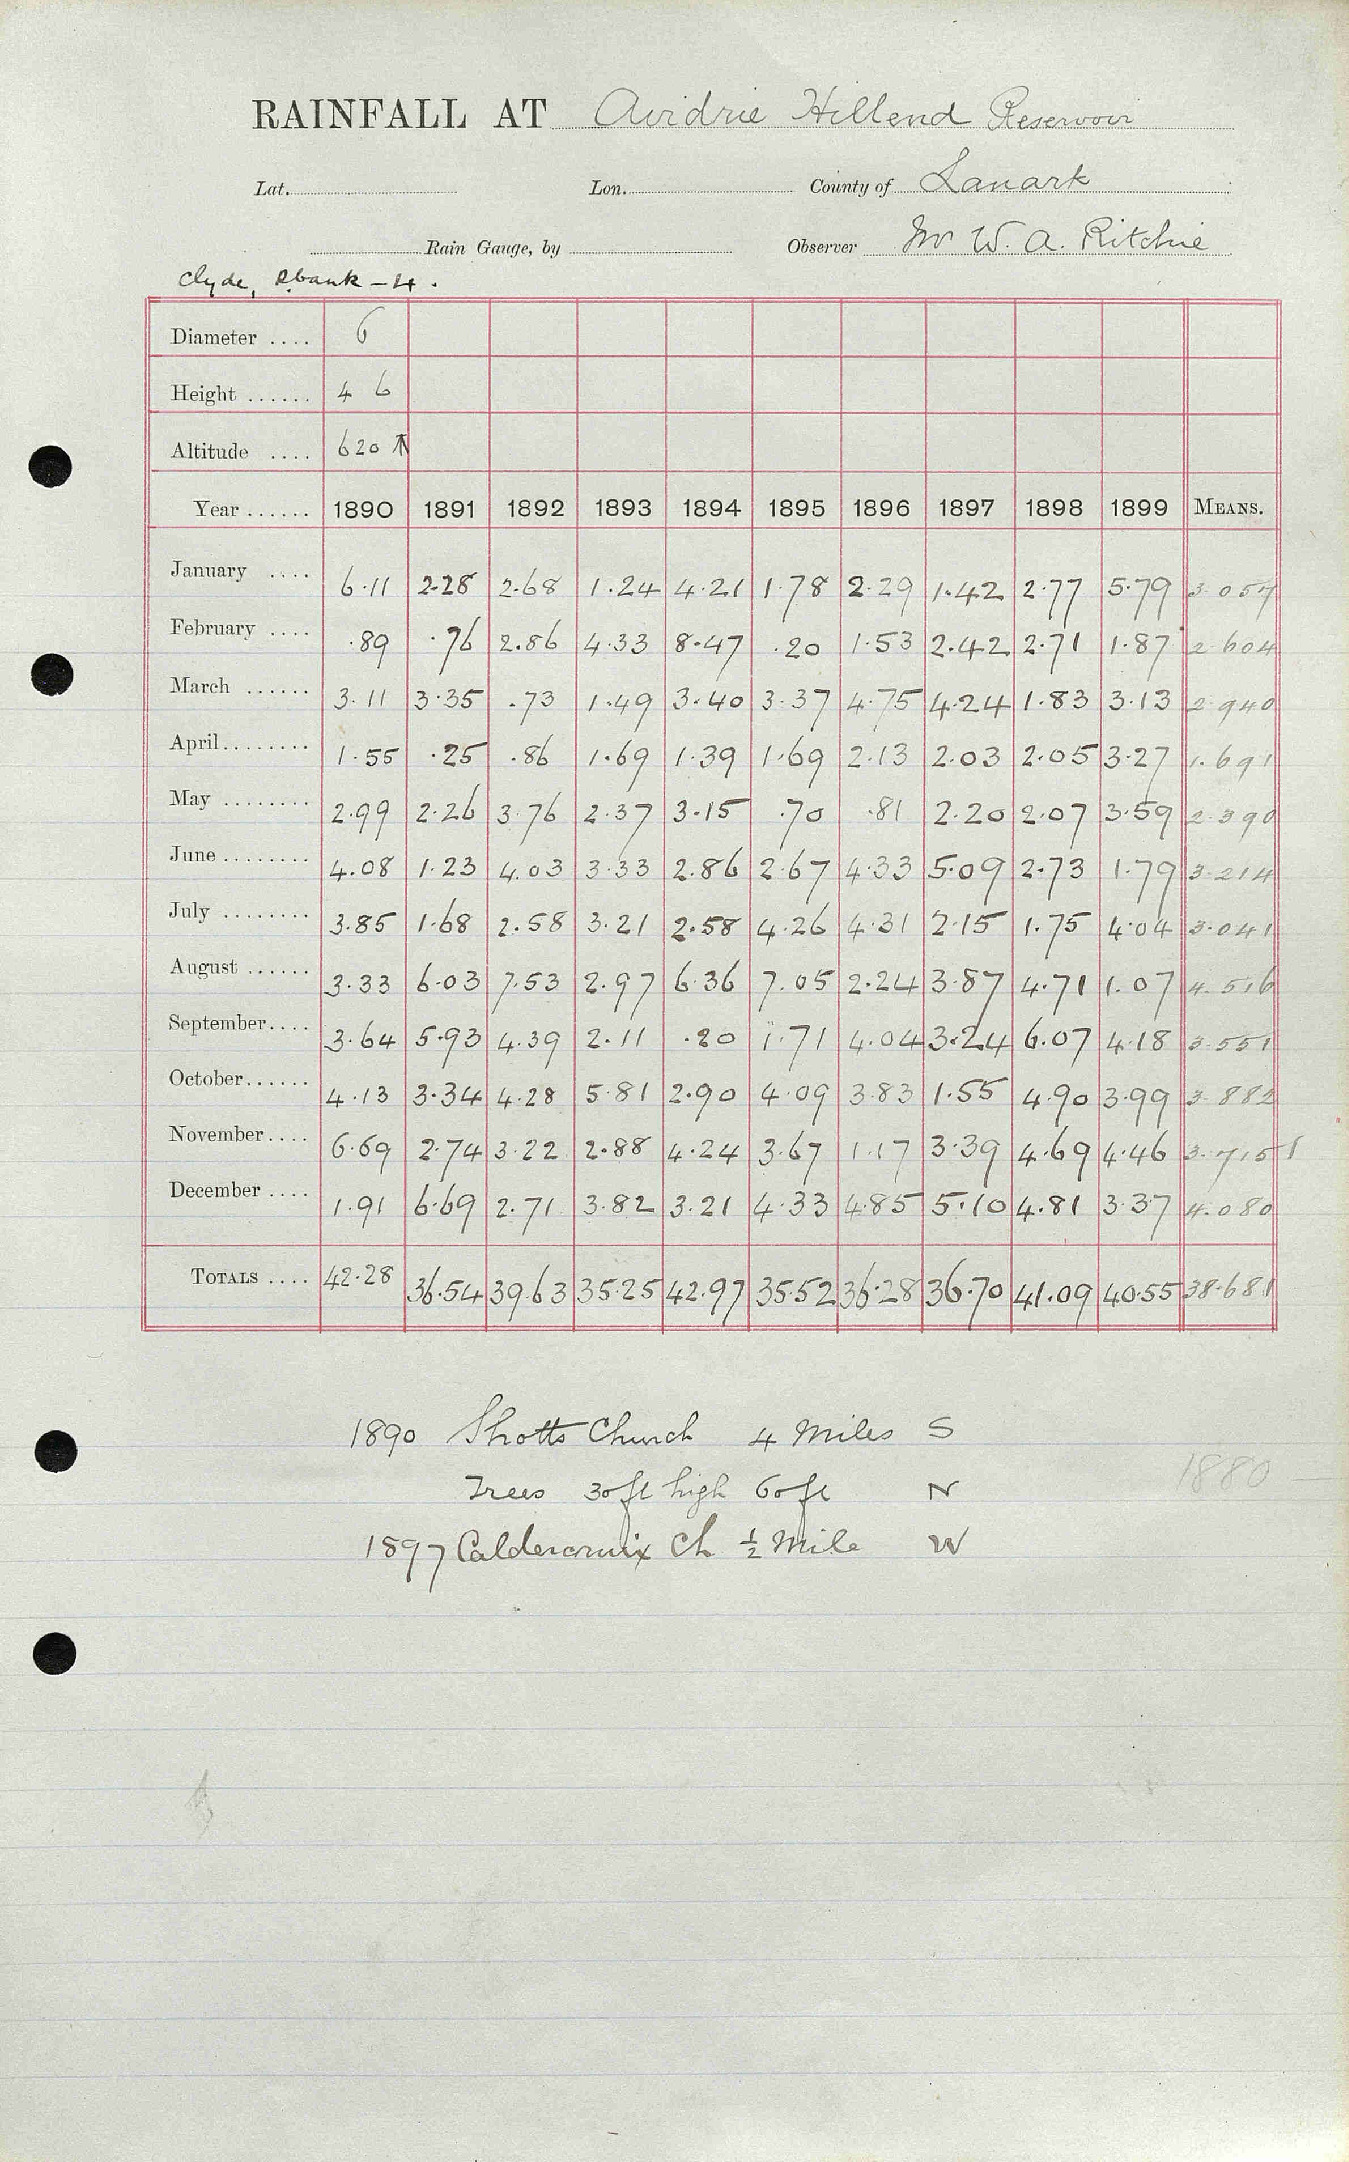 RAINFALL AT Airdrie Hillend Reservoir
Lat. Lon. County of Lanark
Rain Gauge, by Observer Mr W. A. Ritchie
Clyde, Rbank - 4.
Diameter .... 6
Height ...... 4 6
Altitude .... 620
Year ...... 1890 1891 1892 1893 1894 1895 1896 1897 1898 1899 MEANS.
January .... 6.11 2.28 2.68 1.24 4.21 1.78 2.29 1.42 2.77 5.79 3.057
February .... .89 .76 2.86 4.33 8.47 .20 1.53 2.42 2.71 1.87 2.604
March ...... 3.11 3.35 .73 1.49 3.40 3.37 4.75 4.24 1.83 3.13 2.940
April........ 1.55 .25 .86 1.69 1.39 1.69 2.13 2.03 2.05 3.27 1.691
May ........ 2.99 2.26 3.76 2.37 3.15 .70 .81 2.20 2.07 3.59 2.390
June ........ 4.08 1.23 4.03 3.33 2.86 2.67 4.33 5.09 2.73 1.79 3.214
July ........ 3.85 1.68 2.58 3.21 2.58 4.26 4.31 2.15 1.75 4.04 3.041
August ...... 3.33 6.03 7.53 2.97 6.36 7.05 2.24 3.87 4.71 1.07 4.516
September.... 3.64 5.93 4.39 2.11 .20 1.71 4.04 3.24 6.07 4.18 3.551
October...... 4.13 3.34 4.28 5.81 2.90 4.09 3.83 1.55 4.90 3.99 3.882
November.... 6.69 2.74 3.22 2.88 4.24 3.67 1.17 3.39 4.69 4.46 3.715
December .... 1.91 6.69 2.71 3.82 3.21 4.33 4.85 5.10 4.81 3.37 4.080
TOTALS .... 42.28 36.54 39.63 35.25 42.97 35.52 36.28 36.70 41.09 40.55 38.681
1890 Shotts Church 4 Miles S
Trees 30ft high 60ft N
1880
1897 Caldercruix Ch ½ Mile W